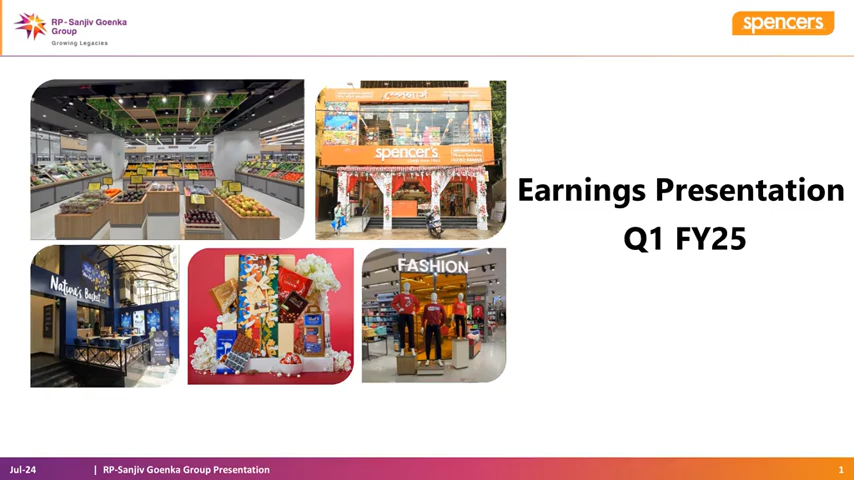 RP - Sanjiv Goenka
Group
Growing Legacies
spencers
স্পেনসার্স
spencer's
Nature's Basket
FASHION
Earnings Presentation
Q1 FY25
Jul-24 | RP-Sanjiv Goenka Group Presentation 1